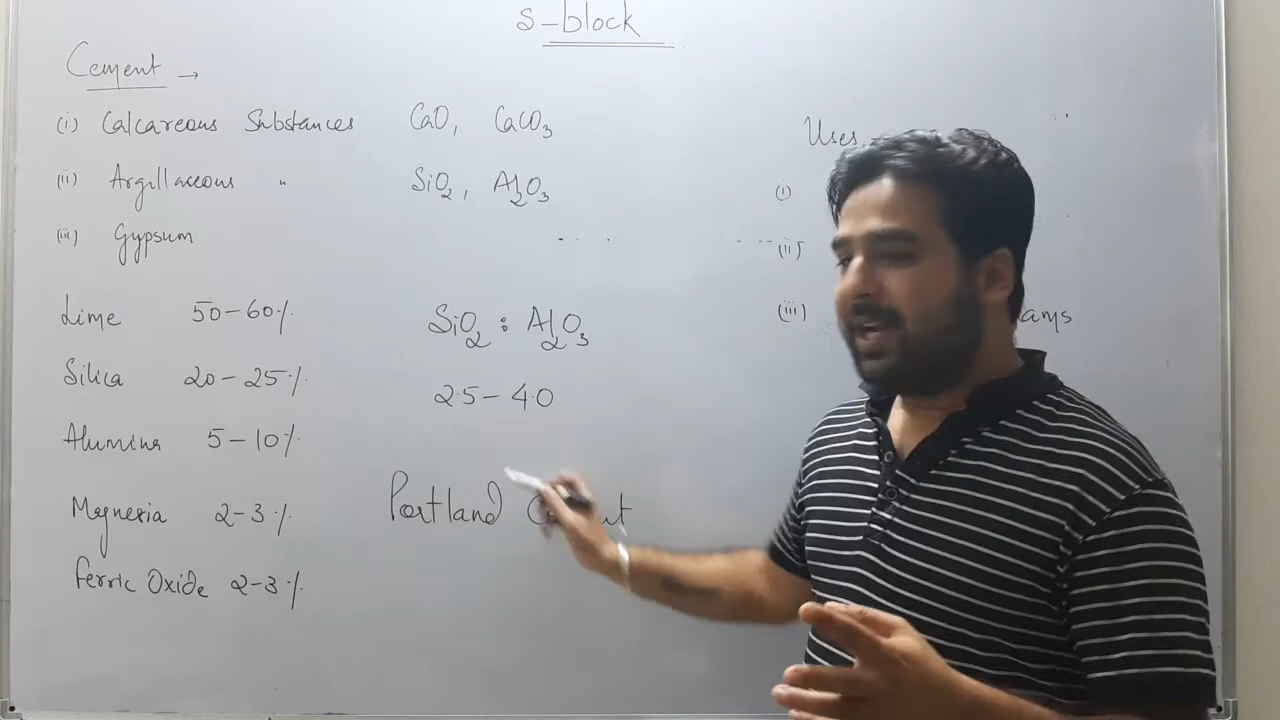 s-block
Cement →
(i) Calcareous Substances CaO, CaCO₃
(ii) Argillaceous " SiO₂, Al₂O₃
(iii) Gypsum
Lime 50-60%
Silica 20-25%
Alumina 5-10%
Magnesia 2-3%
Ferric Oxide 2-3%
SiO₂ : Al₂O₃
2.5-4.0
Portland
Uses
(i)
(ii)
(iii)